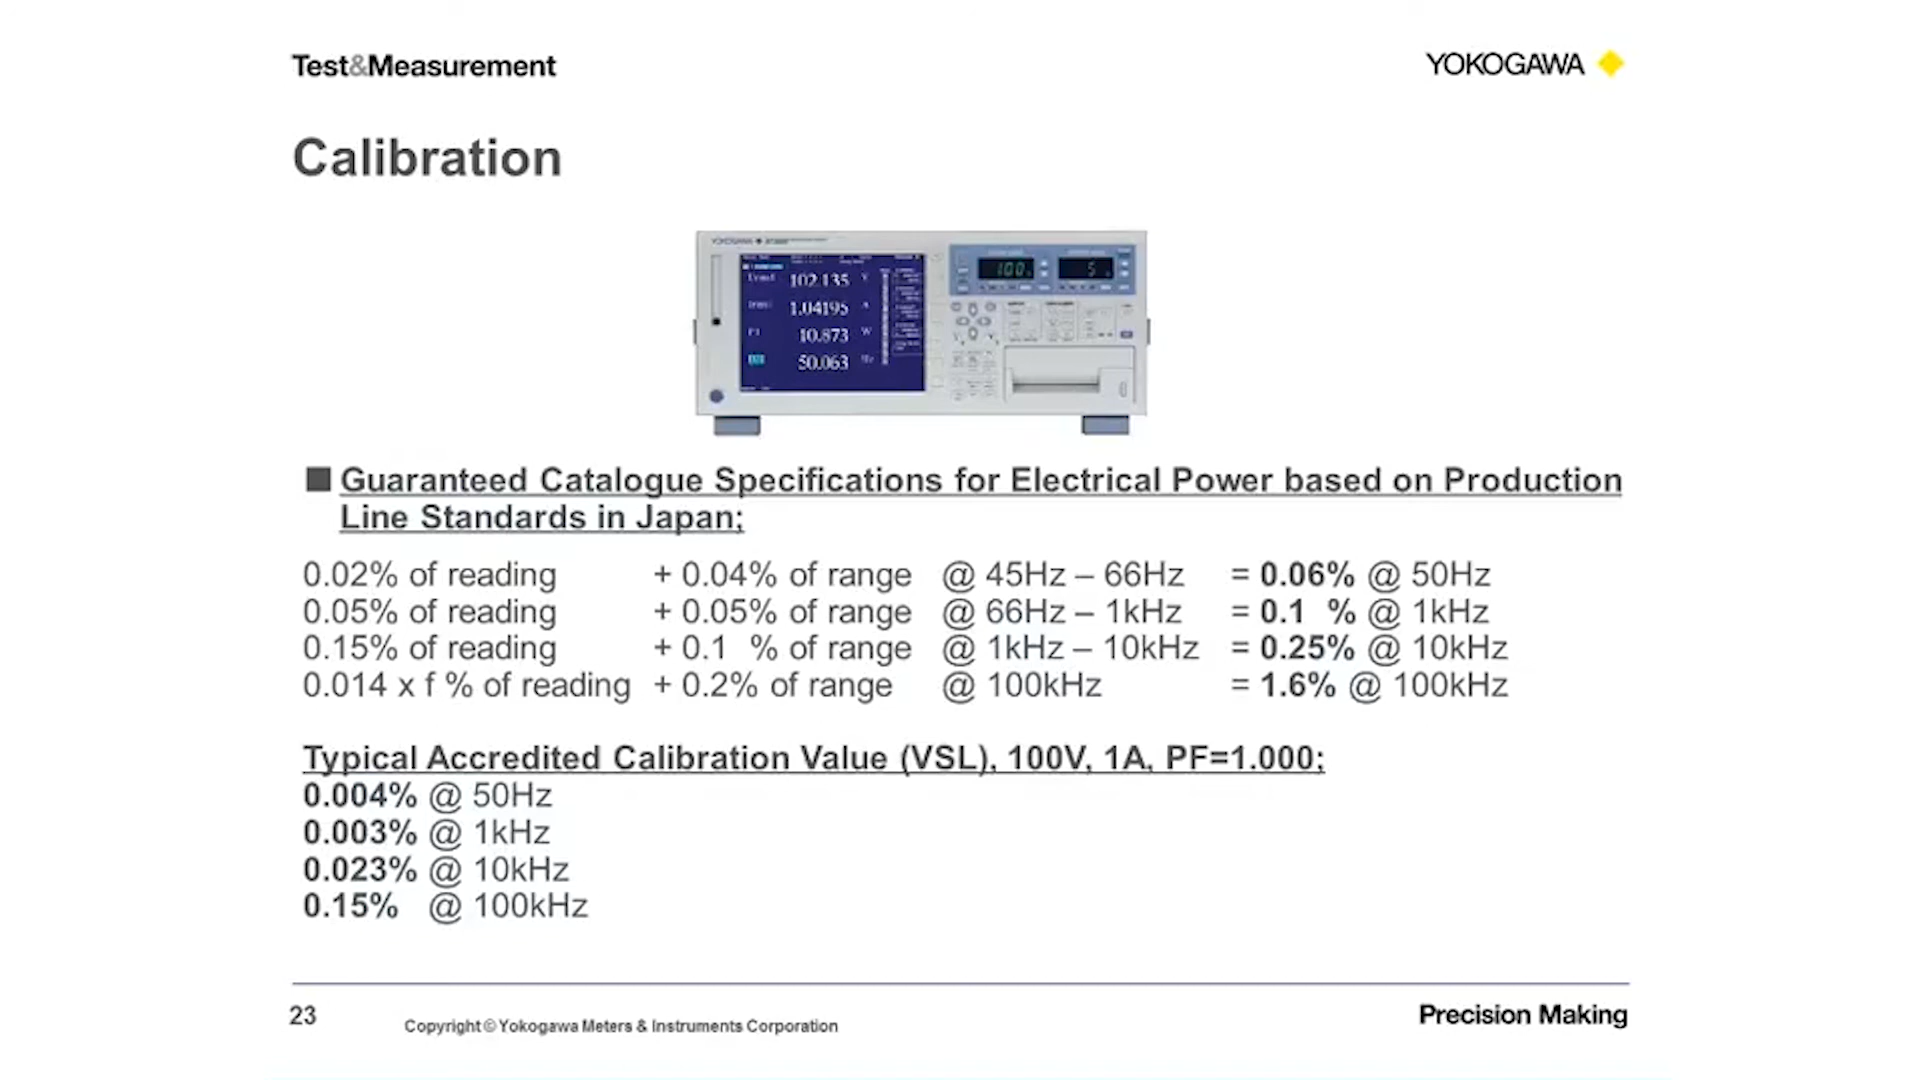 Test&Measurement
YOKOGAWA
Calibration
YOKOGAWA
102.135 V
1.04195 A
10.873 W
50.063 Hz
100
5
Guaranteed Catalogue Specifications for Electrical Power based on Production
Line Standards in Japan;
0.02% of reading + 0.04% of range @ 45Hz – 66Hz = 0.06% @ 50Hz
0.05% of reading + 0.05% of range @ 66Hz – 1kHz = 0.1 % @ 1kHz
0.15% of reading + 0.1 % of range @ 1kHz – 10kHz = 0.25% @ 10kHz
0.014 x f % of reading + 0.2% of range @ 100kHz = 1.6% @ 100kHz
Typical Accredited Calibration Value (VSL), 100V, 1A, PF=1.000;
0.004% @ 50Hz
0.003% @ 1kHz
0.023% @ 10kHz
0.15% @ 100kHz
23
Copyright © Yokogawa Meters & Instruments Corporation
Precision Making